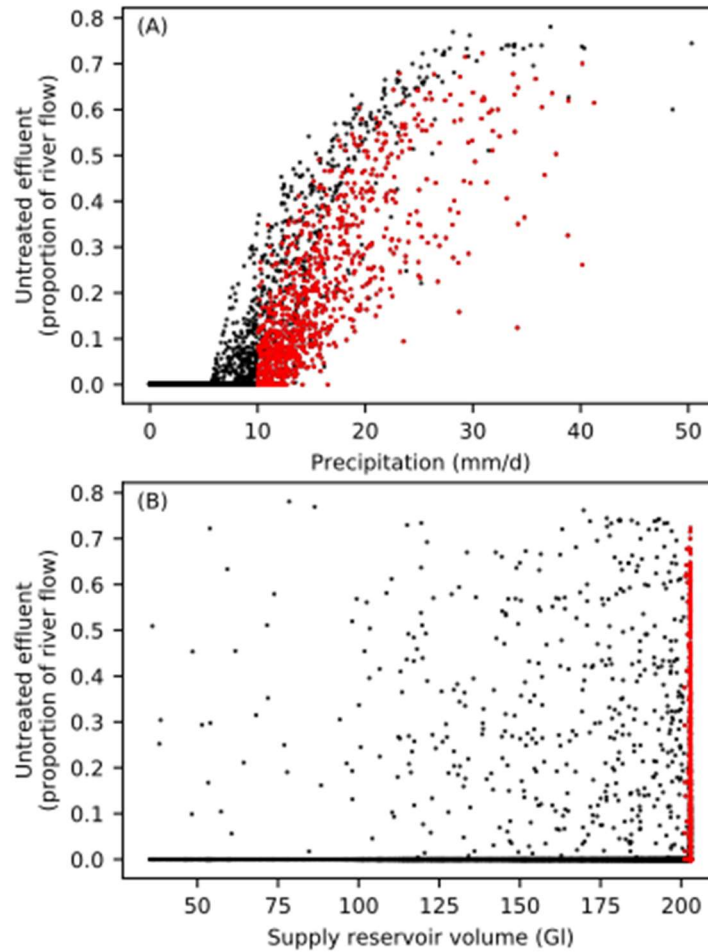 (A)
Untreated effluent
(proportion of river flow)
0.8
0.7
0.6
0.5
0.4
0.3
0.2
0.1
0.0
0 10 20 30 40 50
Precipitation (mm/d)
(B)
Untreated effluent
(proportion of river flow)
0.8
0.7
0.6
0.5
0.4
0.3
0.2
0.1
0.0
50 75 100 125 150 175 200
Supply reservoir volume (Gl)